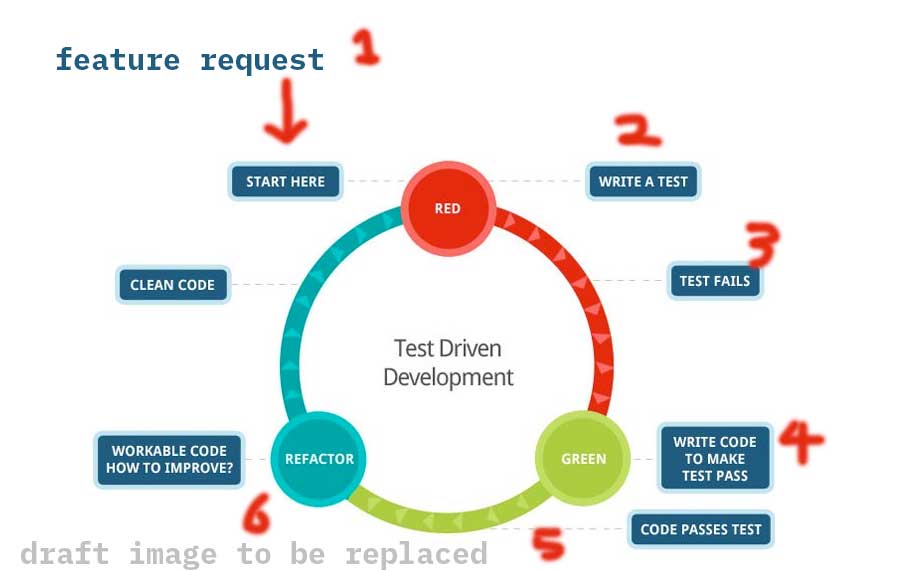 feature request 1
2
START HERE
RED
WRITE A TEST
3
CLEAN CODE
TEST FAILS
Test Driven
Development
WORKABLE CODE
HOW TO IMPROVE?
REFACTOR
GREEN
WRITE CODE
TO MAKE
TEST PASS
4
6
5
CODE PASSES TEST
draft image to be replaced